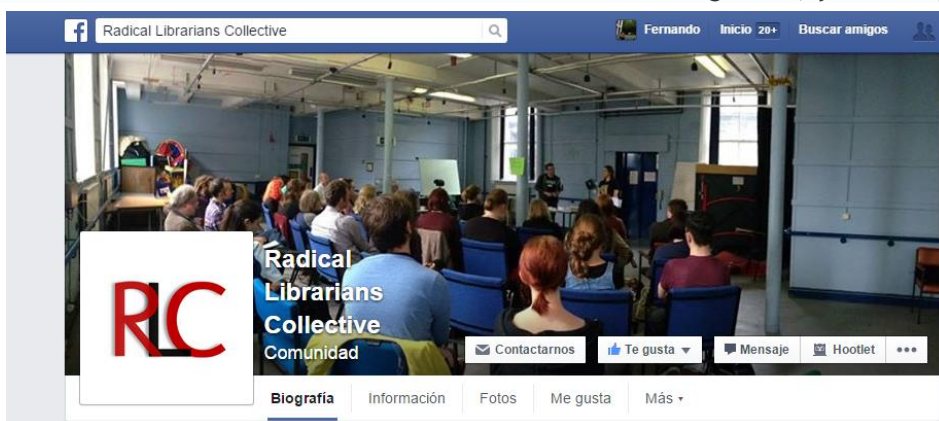 Radical Librarians Collective
Fernando Inicio 20+ Buscar amigos
Radical
Librarians
Collective
Comunidad
RLC
Contactarnos Te gusta Mensaje Hootlet
Biografía Información Fotos Me gusta Más